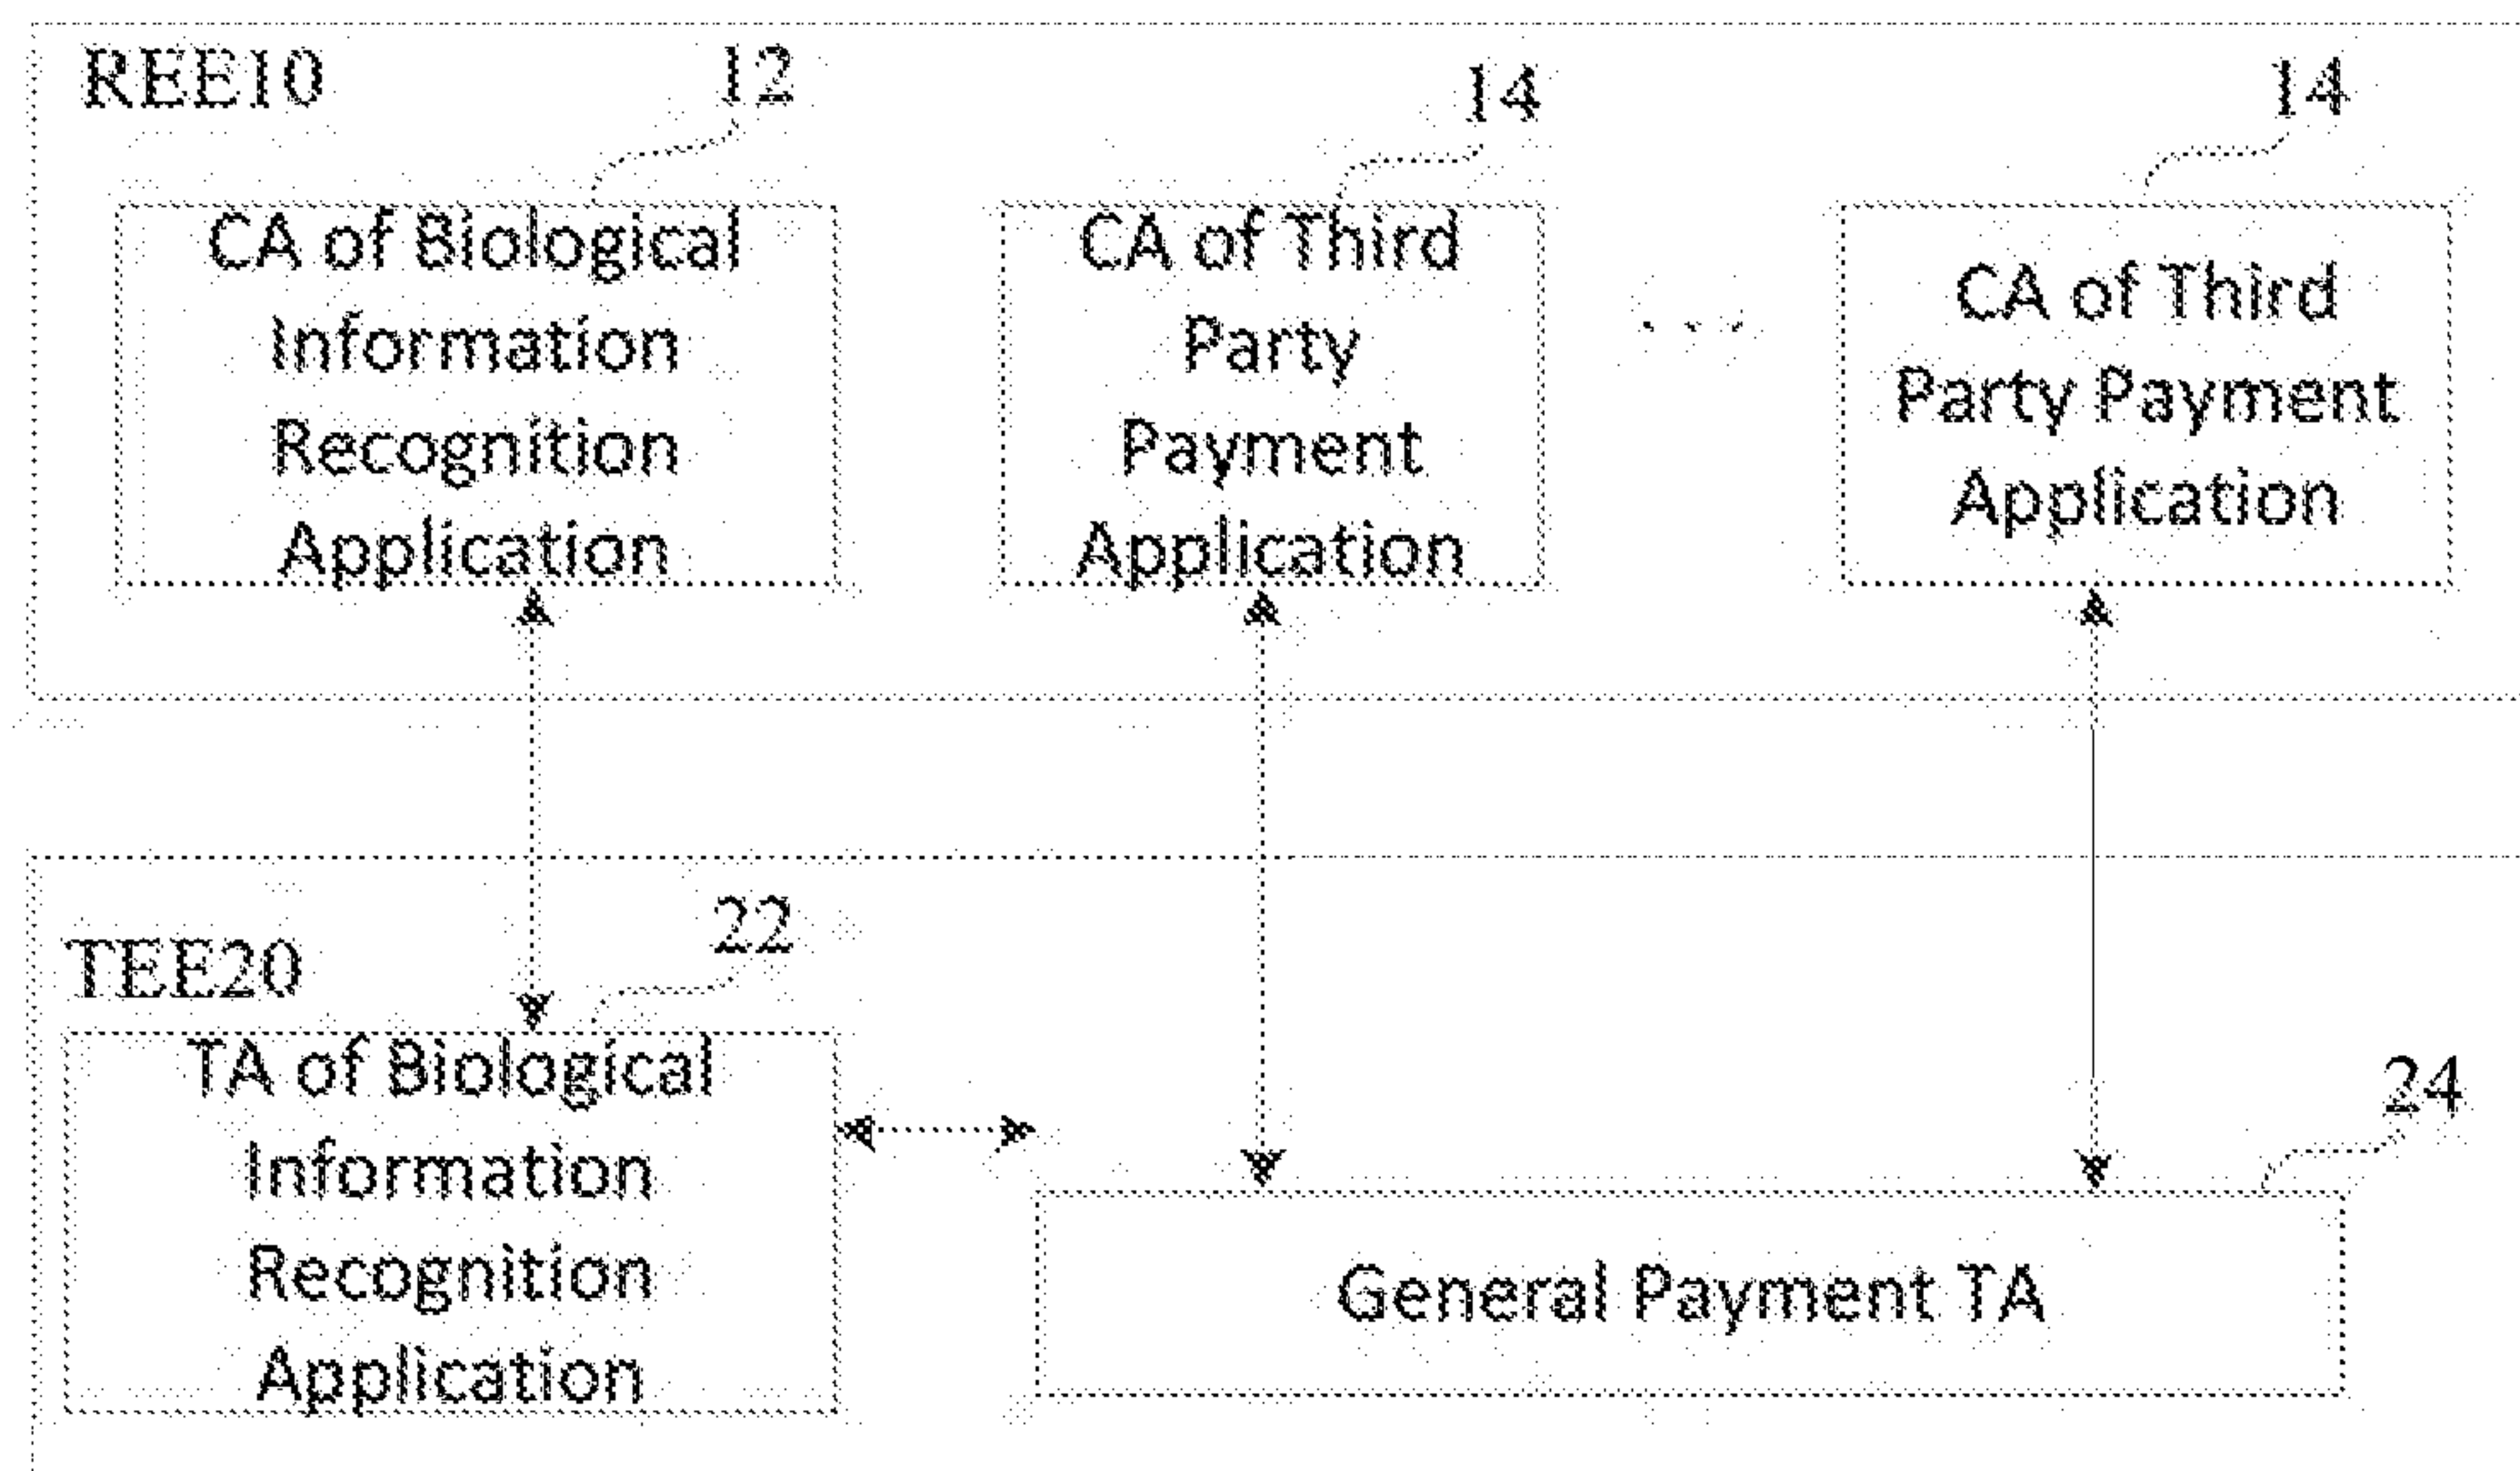 REE10
12
14
14
CA of Biological
Information
Recognition
Application
CA of Third
Party
Payment
Application
. . .
CA of Third
Party Payment
Application
TEE20
22
24
TA of Biological
Information
Recognition
Application
General Payment TA